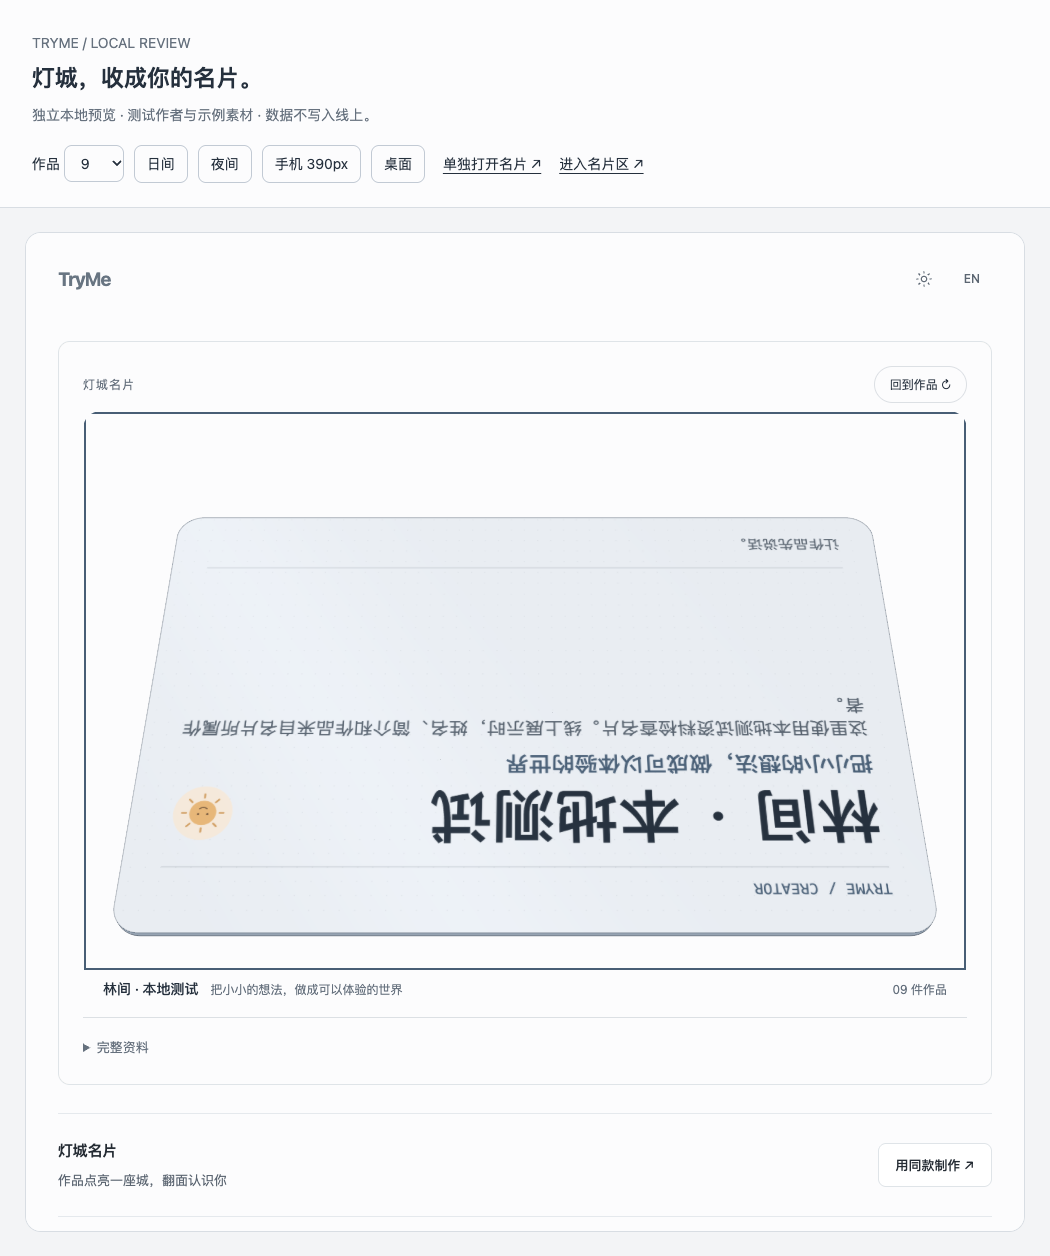 TRYME / LOCAL REVIEW
灯城，收成你的名片。
独立本地预览 · 测试作者与示例素材 · 数据不写入线上。
作品 9 日间 夜间 手机 390px 桌面 单独打开名片 ↗ 进入名片区 ↗
TryMe EN
灯城名片 回到作品 ↻
TRYME / CREATOR
林间 · 本地测试
把小小的想法，做成可以体验的世界
这里使用本地测试资料检查名片。线上展示时，姓名、简介和作品来自名片所属作
者。
让作品先说话。
林间 · 本地测试 把小小的想法，做成可以体验的世界 09 件作品
▶ 完整资料
灯城名片
作品点亮一座城，翻面认识你
用同款制作 ↗